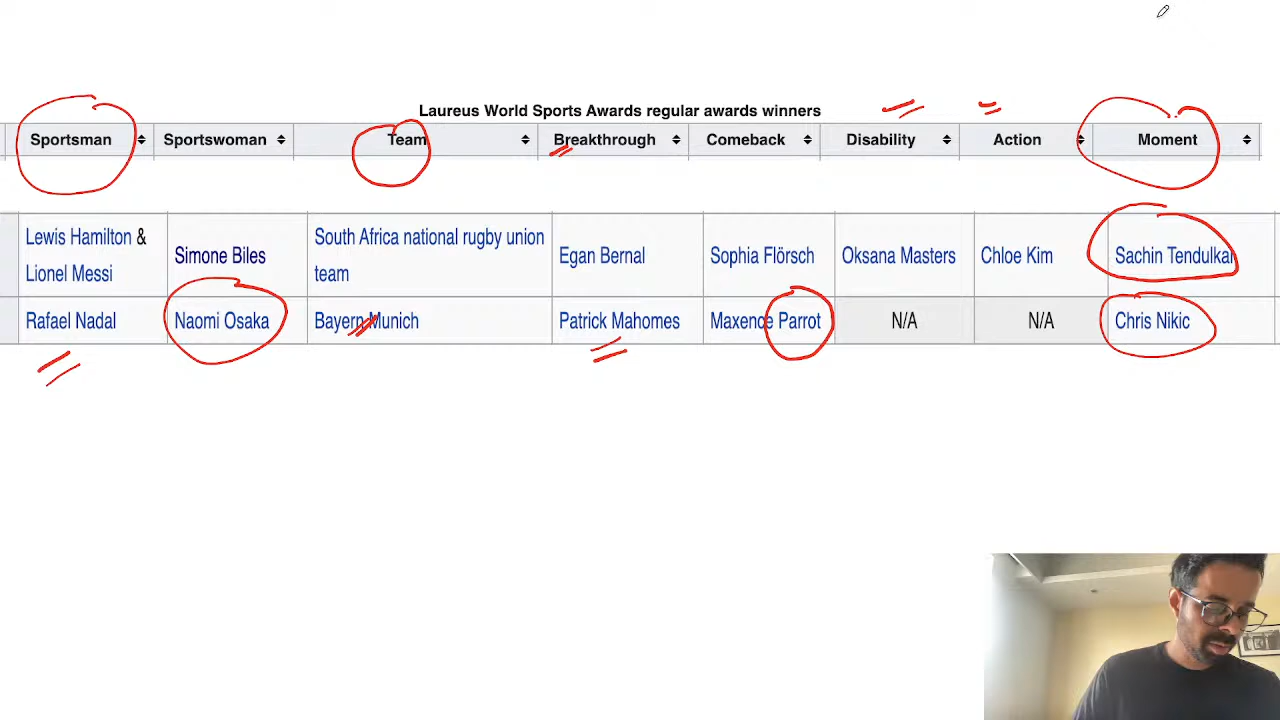 Laureus World Sports Awards regular awards winners
Sportsman Sportswoman Team Breakthrough Comeback Disability Action Moment
Lewis Hamilton & Lionel Messi Simone Biles South Africa national rugby union team Egan Bernal Sophia Flörsch Oksana Masters Chloe Kim Sachin Tendulkar
Rafael Nadal Naomi Osaka Bayern Munich Patrick Mahomes Maxence Parrot N/A N/A Chris Nikic